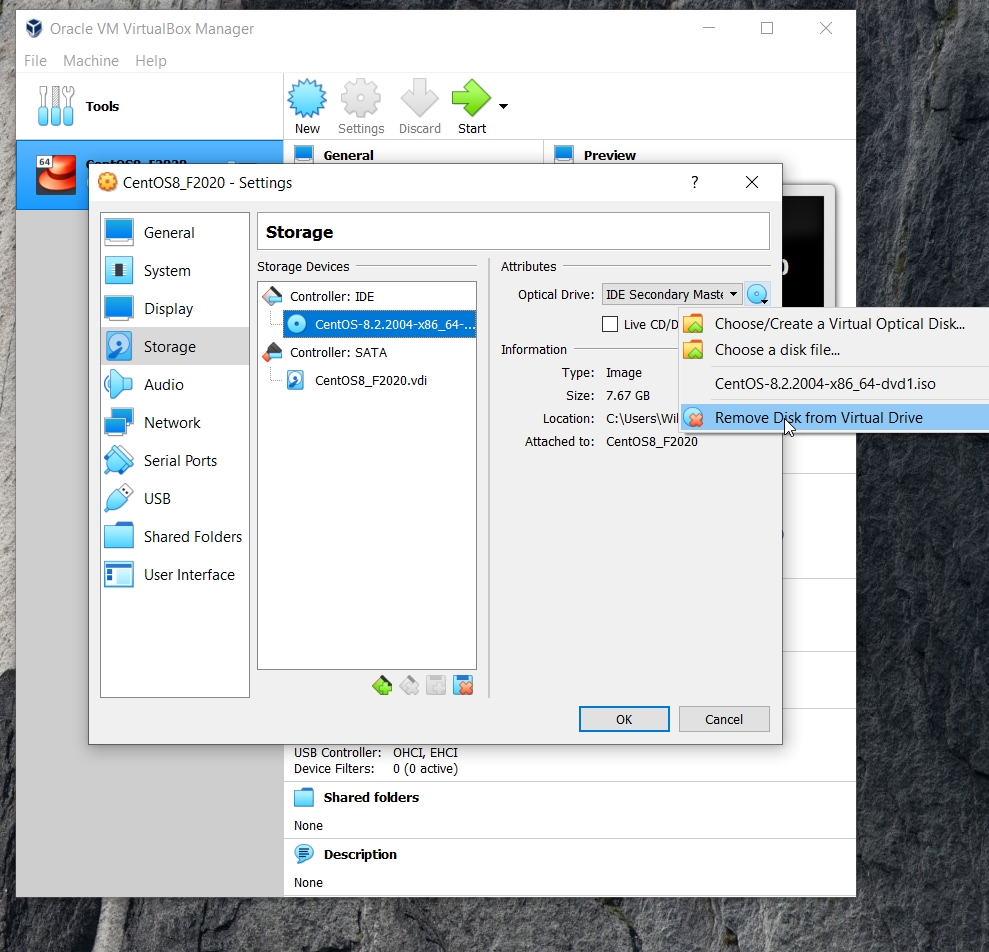 Oracle VM VirtualBox Manager
File Machine Help
Tools
New Settings Discard Start
General
Preview
64
CentOS8_F2020
CentOS8_F2020 - Settings
?
General
System
Display
Storage
Audio
Network
Serial Ports
USB
Shared Folders
User Interface
Storage
Storage Devices
Controller: IDE
CentOS-8.2.2004-x86_64-...
Controller: SATA
CentOS8_F2020.vdi
Attributes
Optical Drive: IDE Secondary Maste
Live CD/D
Information
Type: Image
Size: 7.67 GB
Location: C:\Users\Wil
Attached to: CentOS8_F2020
Choose/Create a Virtual Optical Disk...
Choose a disk file...
CentOS-8.2.2004-x86_64-dvd1.iso
Remove Disk from Virtual Drive
OK Cancel
USB Controller: OHCI, EHCI
Device Filters: 0 (0 active)
Shared folders
None
Description
None